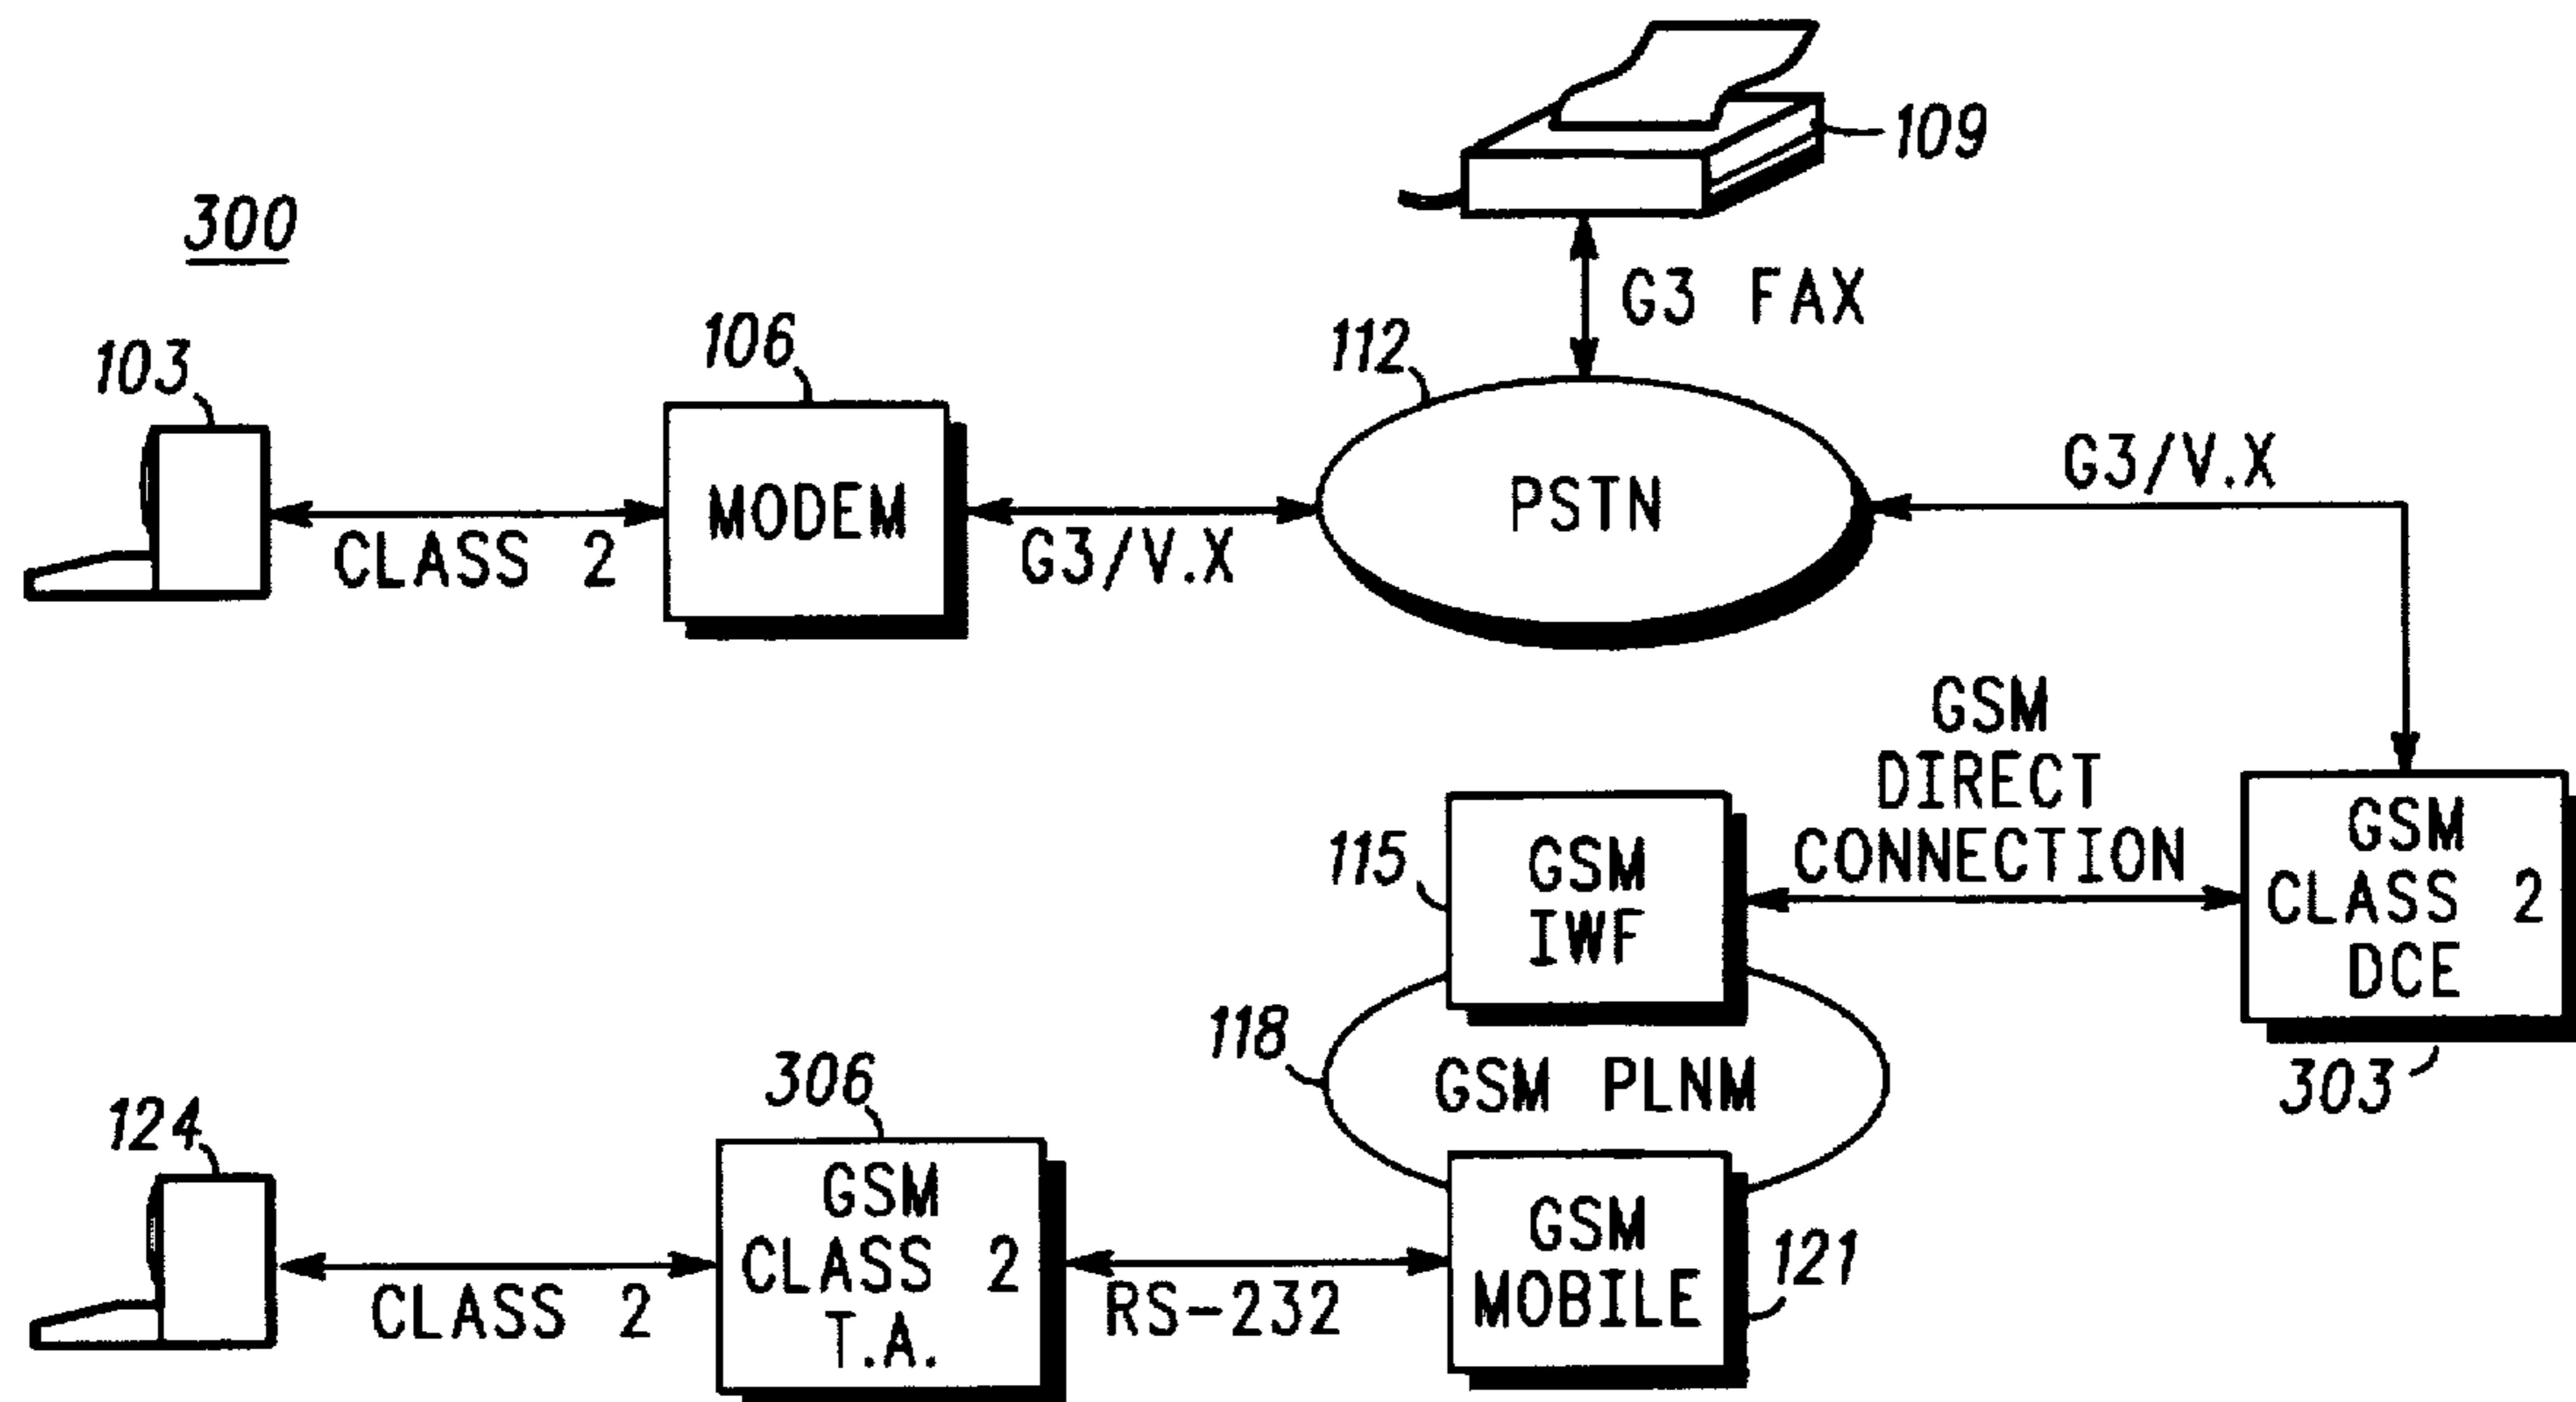 300
109
G3 FAX
103
106
112
MODEM
PSTN
CLASS 2
G3/V.X
G3/V.X
GSM
DIRECT
CONNECTION
115
GSM
IWF
GSM
CLASS 2
DCE
303
118
GSM PLNM
124
306
GSM
CLASS 2
T.A.
CLASS 2
RS-232
GSM
MOBILE
121